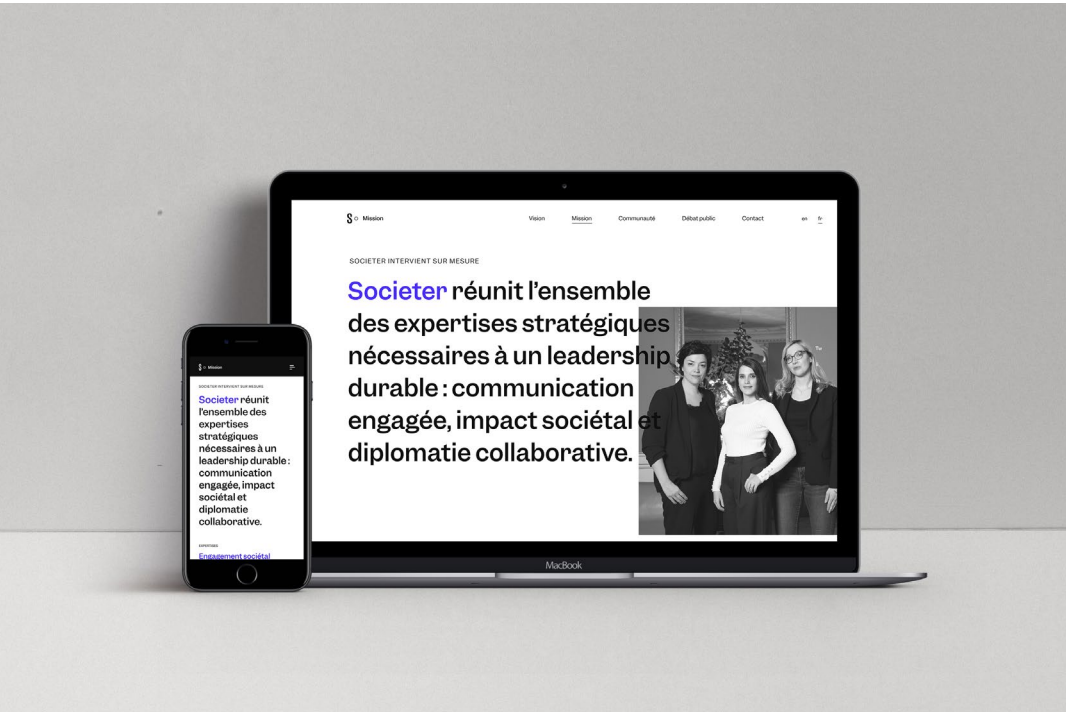 S Mission
Vision
Mission
Communauté
Débat public
Contact
en
fr
SOCIETER INTERVIENT SUR MESURE
Societer réunit l’ensemble
des expertises stratégiques
nécessaires à un leadership
durable : communication
engagée, impact sociétal et
diplomatie collaborative.
MacBook
S Mission
SOCIETER INTERVIENT SUR MESURE
Societer réunit
l’ensemble des
expertises
stratégiques
nécessaires à un
leadership durable :
communication
engagée, impact
sociétal et
diplomatie
collaborative.
EXPERTISES
Engagement sociétal